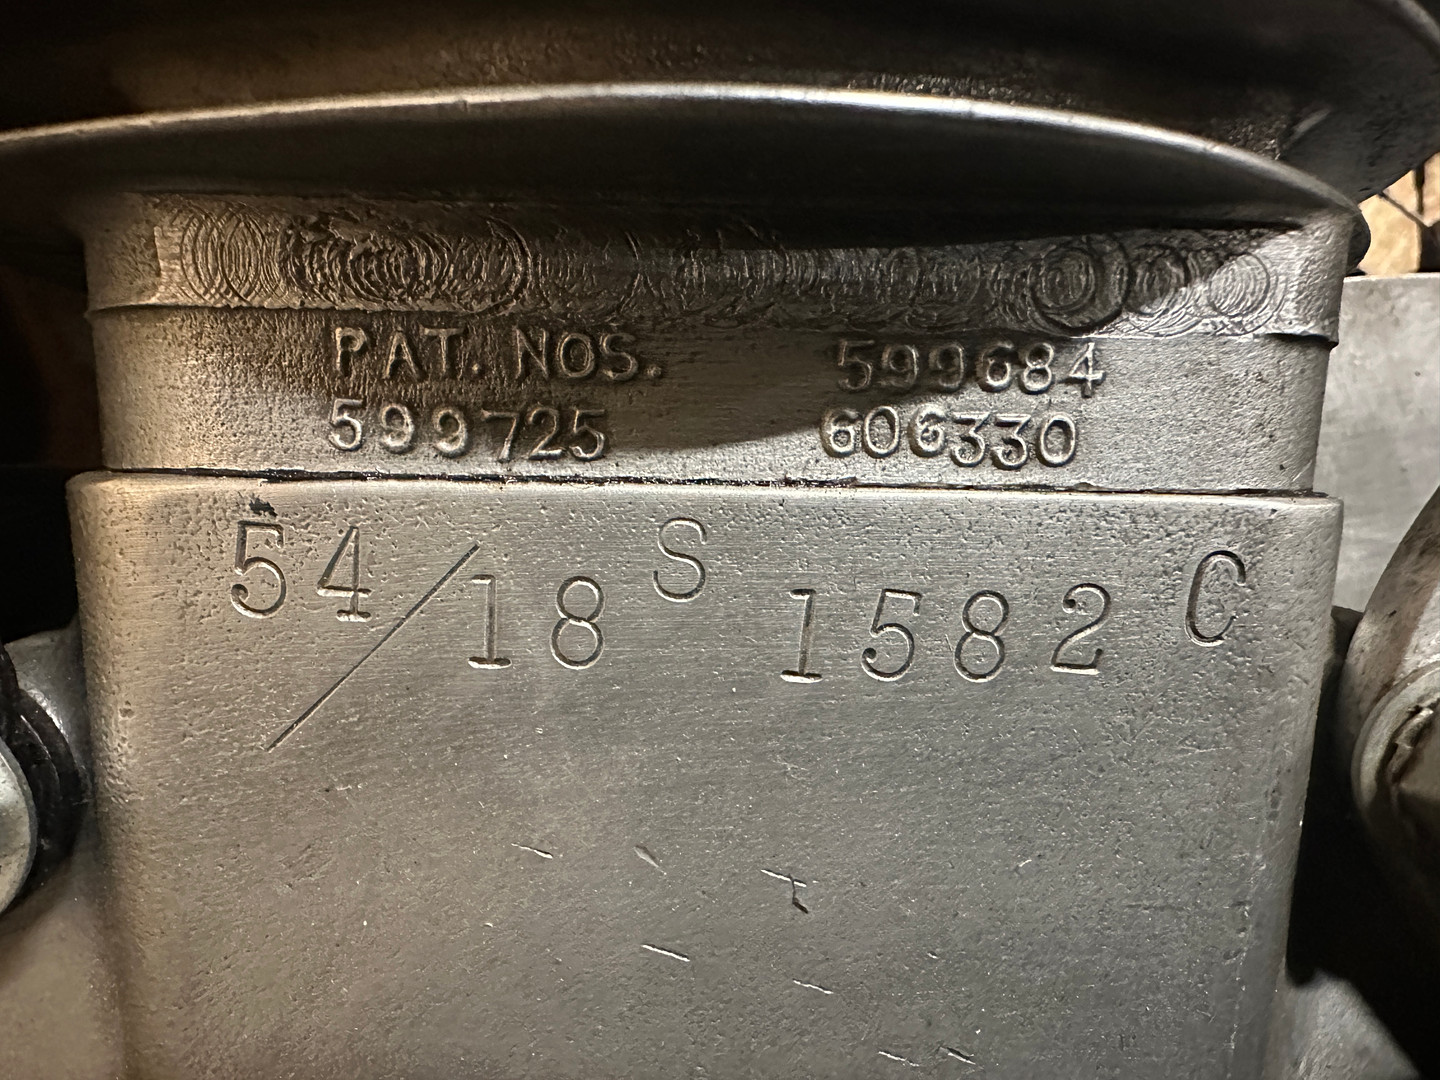 PAT. NOS. 599684
599725 606330
54/18 S 1582 C